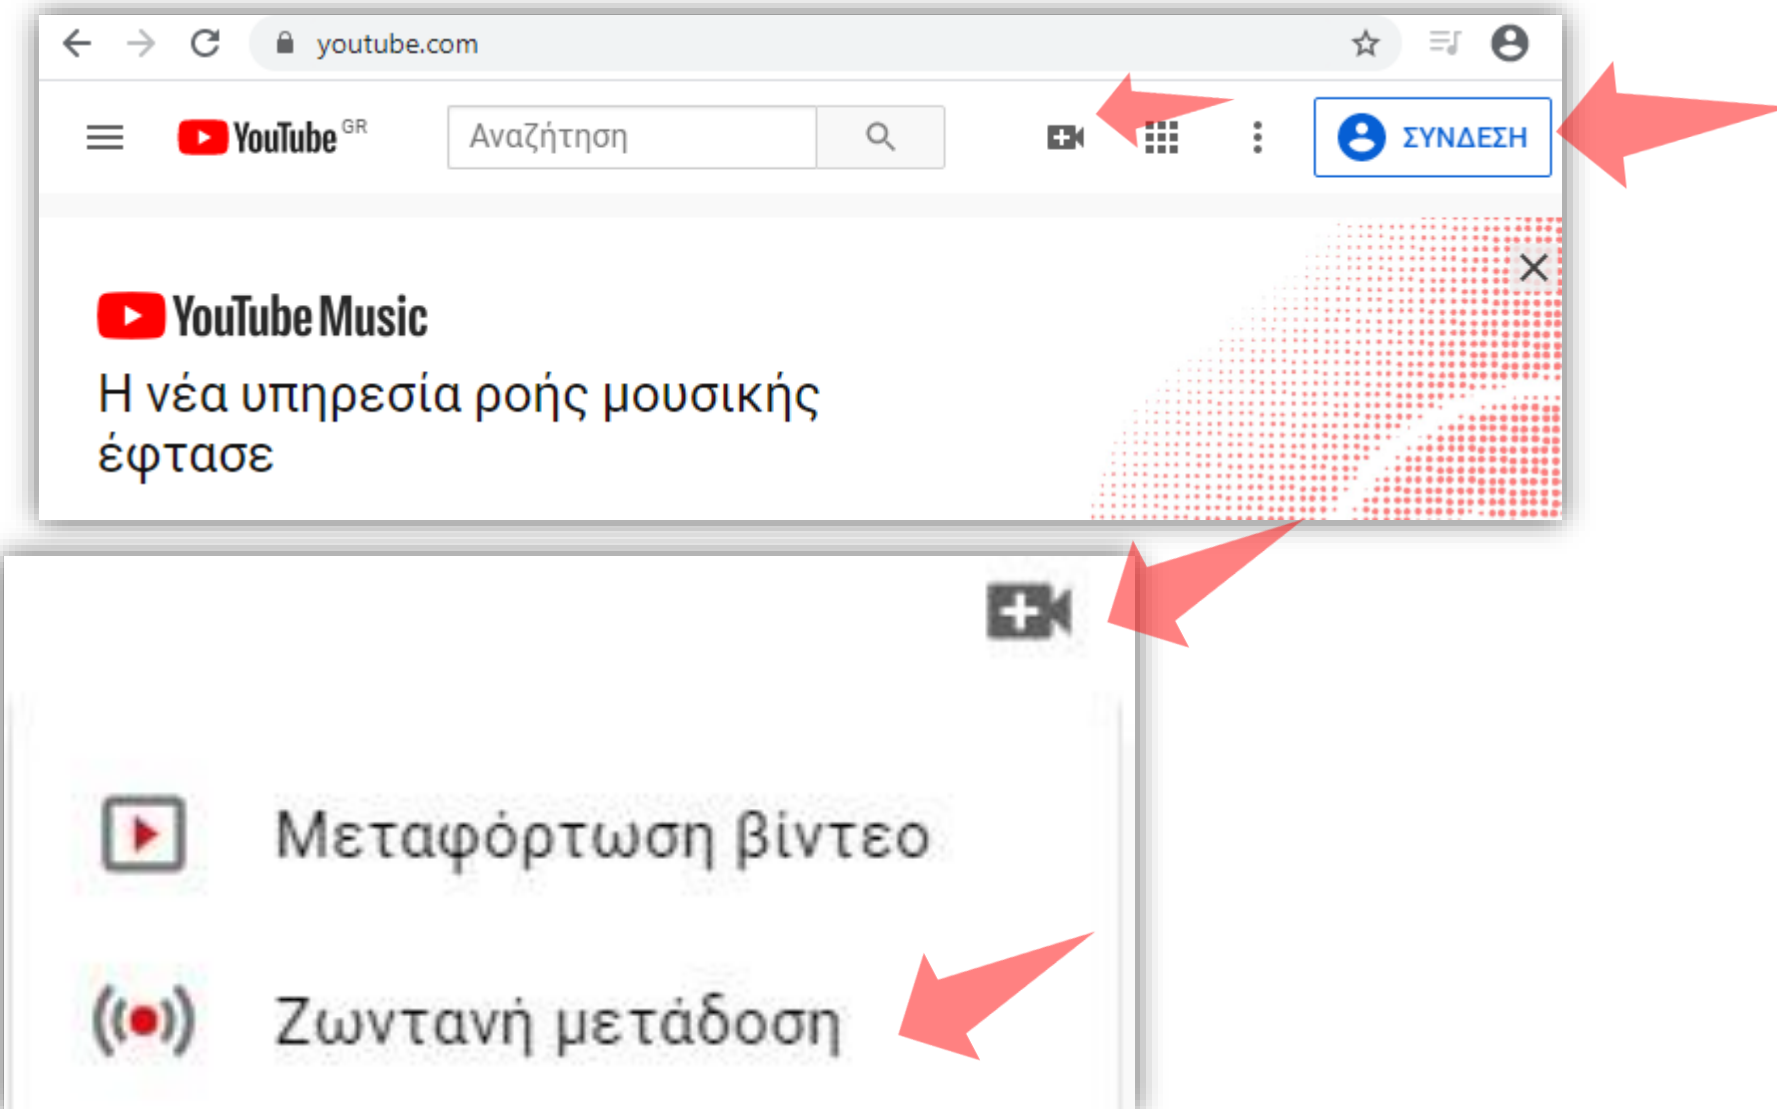 youtube.com
YouTube GR
Αναζήτηση
ΣΥΝΔΕΣΗ
YouTube Music
Η νέα υπηρεσία ροής μουσικής
έφτασε
Μεταφόρτωση βίντεο
Ζωντανή μετάδοση